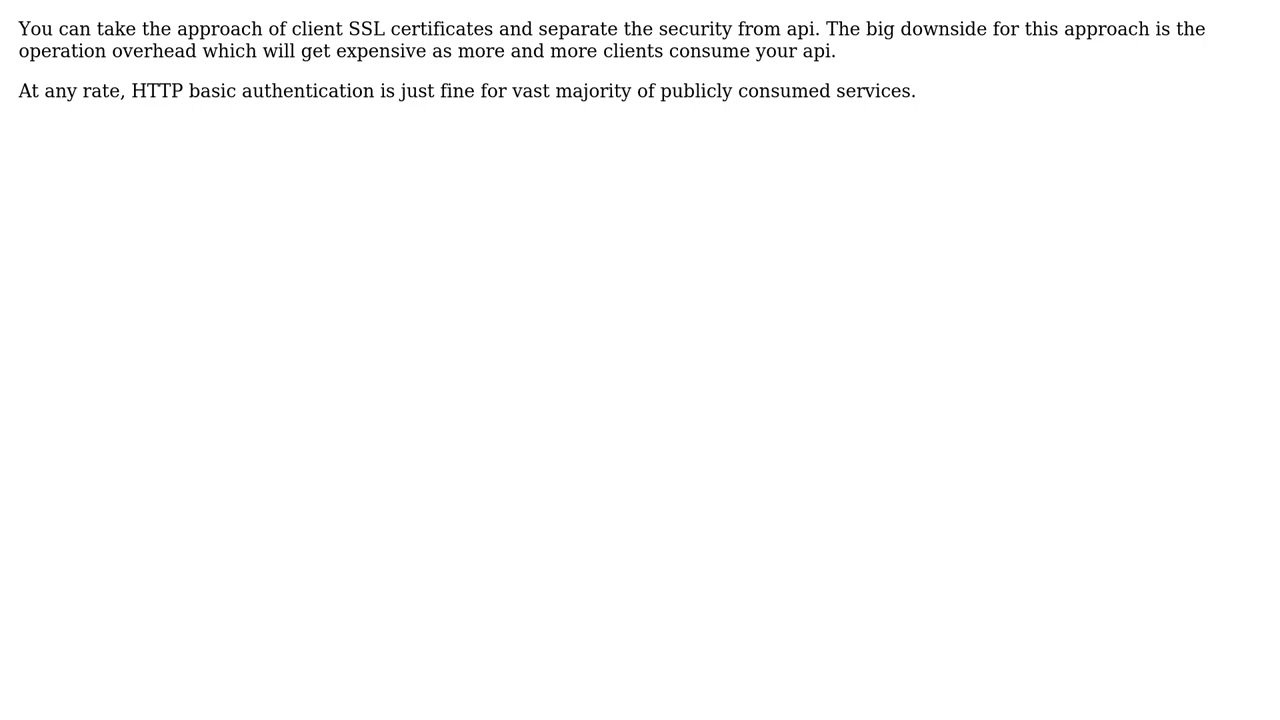 You can take the approach of client SSL certificates and separate the security from api. The big downside for this approach is the
operation overhead which will get expensive as more and more clients consume your api.
At any rate, HTTP basic authentication is just fine for vast majority of publicly consumed services.